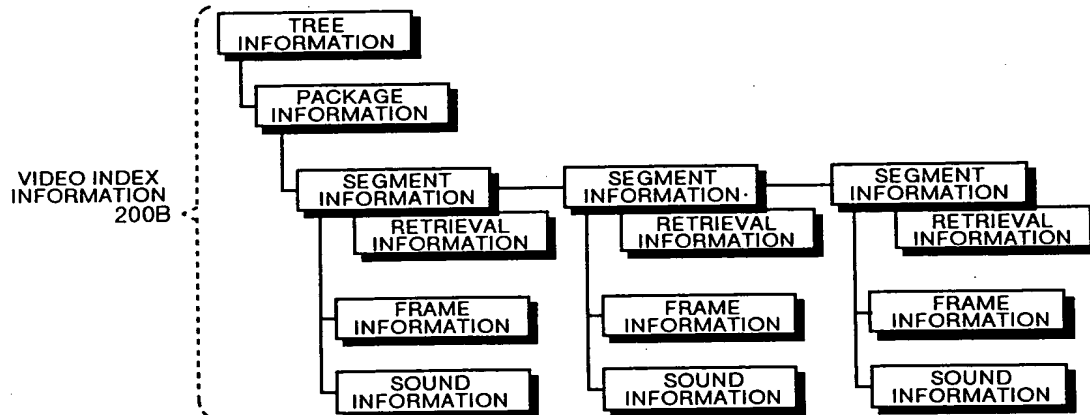 TREE
INFORMATION
PACKAGE
INFORMATION
VIDEO INDEX
INFORMATION
200B
SEGMENT
INFORMATION
RETRIEVAL
INFORMATION
FRAME
INFORMATION
SOUND
INFORMATION
SEGMENT
INFORMATION
RETRIEVAL
INFORMATION
FRAME
INFORMATION
SOUND
INFORMATION
SEGMENT
INFORMATION
RETRIEVAL
INFORMATION
FRAME
INFORMATION
SOUND
INFORMATION